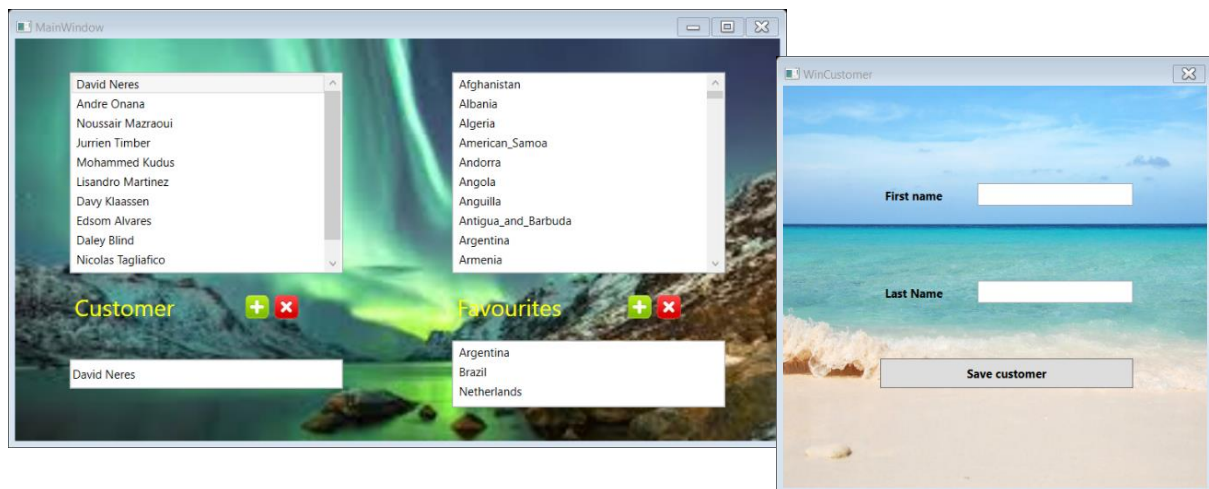 MainWindow
David Neres
Andre Onana
Noussair Mazraoui
Jurrien Timber
Mohammed Kudus
Lisandro Martinez
Davy Klaassen
Edsom Alvares
Daley Blind
Nicolas Tagliafico
Afghanistan
Albania
Algeria
American_Samoa
Andorra
Angola
Anguilla
Antigua_and_Barbuda
Argentina
Armenia
Customer
Favourites
David Neres
Argentina
Brazil
Netherlands
WinCustomer
First name
Last Name
Save customer